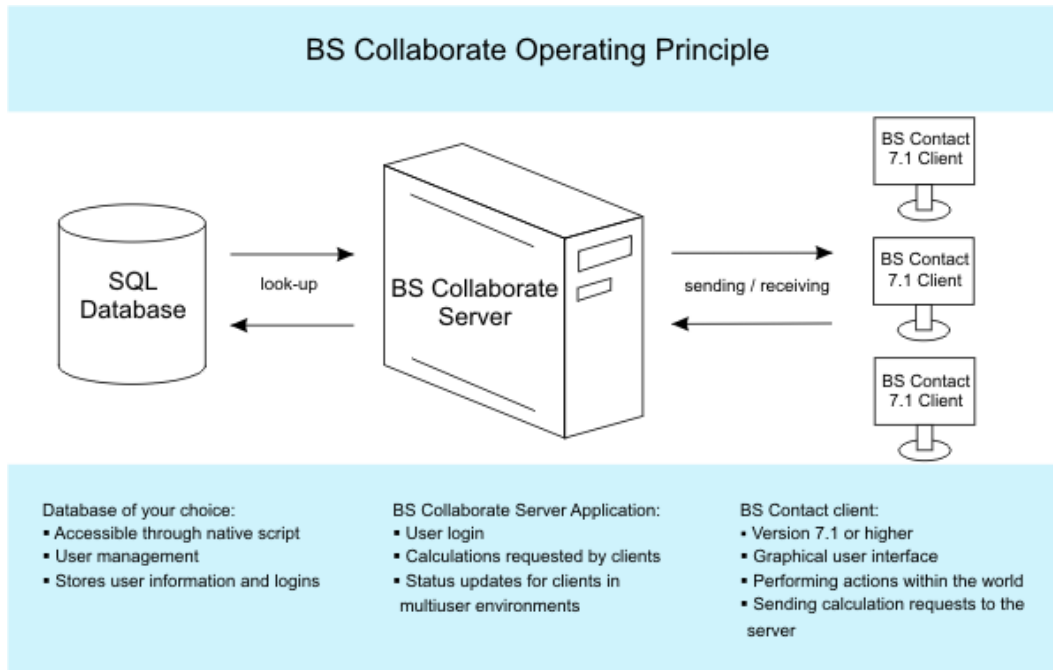 BS Collaborate Operating Principle
SQL
Database
look-up
BS Collaborate
Server
sending / receiving
BS Contact
7.1 Client
BS Contact
7.1 Client
BS Contact
7.1 Client
Database of your choice:
▪ Accessible through native script
▪ User management
▪ Stores user information and logins
BS Collaborate Server Application:
▪ User login
▪ Calculations requested by clients
▪ Status updates for clients in
multiuser environments
BS Contact client:
▪ Version 7.1 or higher
▪ Graphical user interface
▪ Performing actions within the world
▪ Sending calculation requests to the
server